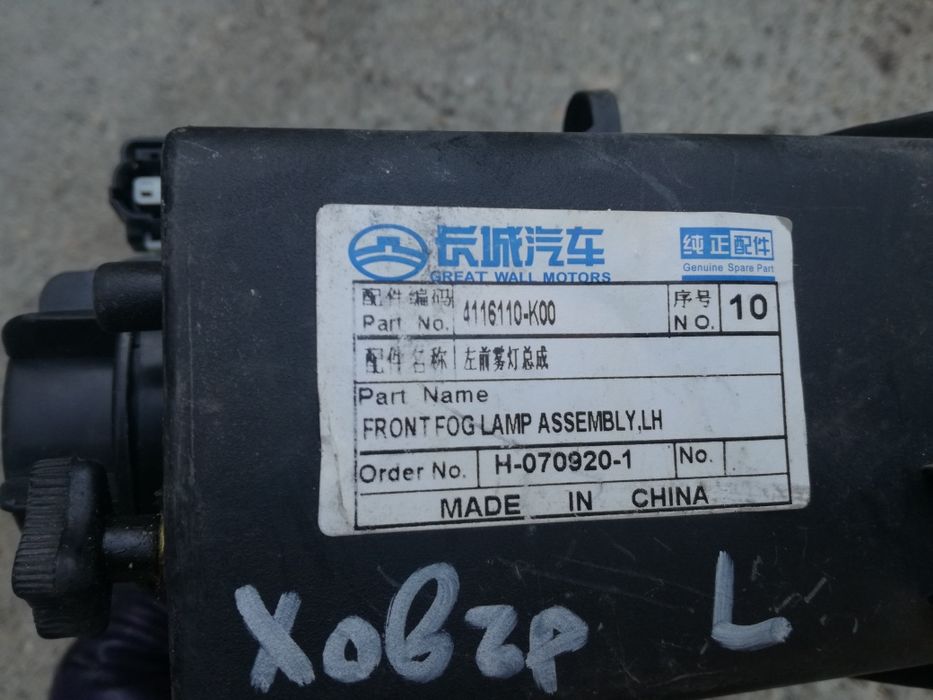 长城汽车
GREAT WALL MOTORS
纯正配件
Genuine Spare Part
配件编码
Part No.
4116110-K00
序号
NO.
10
配件名称
左前雾灯总成
Part Name
FRONT FOG LAMP ASSEMBLY,LH
Order No.
H-070920-1
No.
MADE IN CHINA
Ховгр L